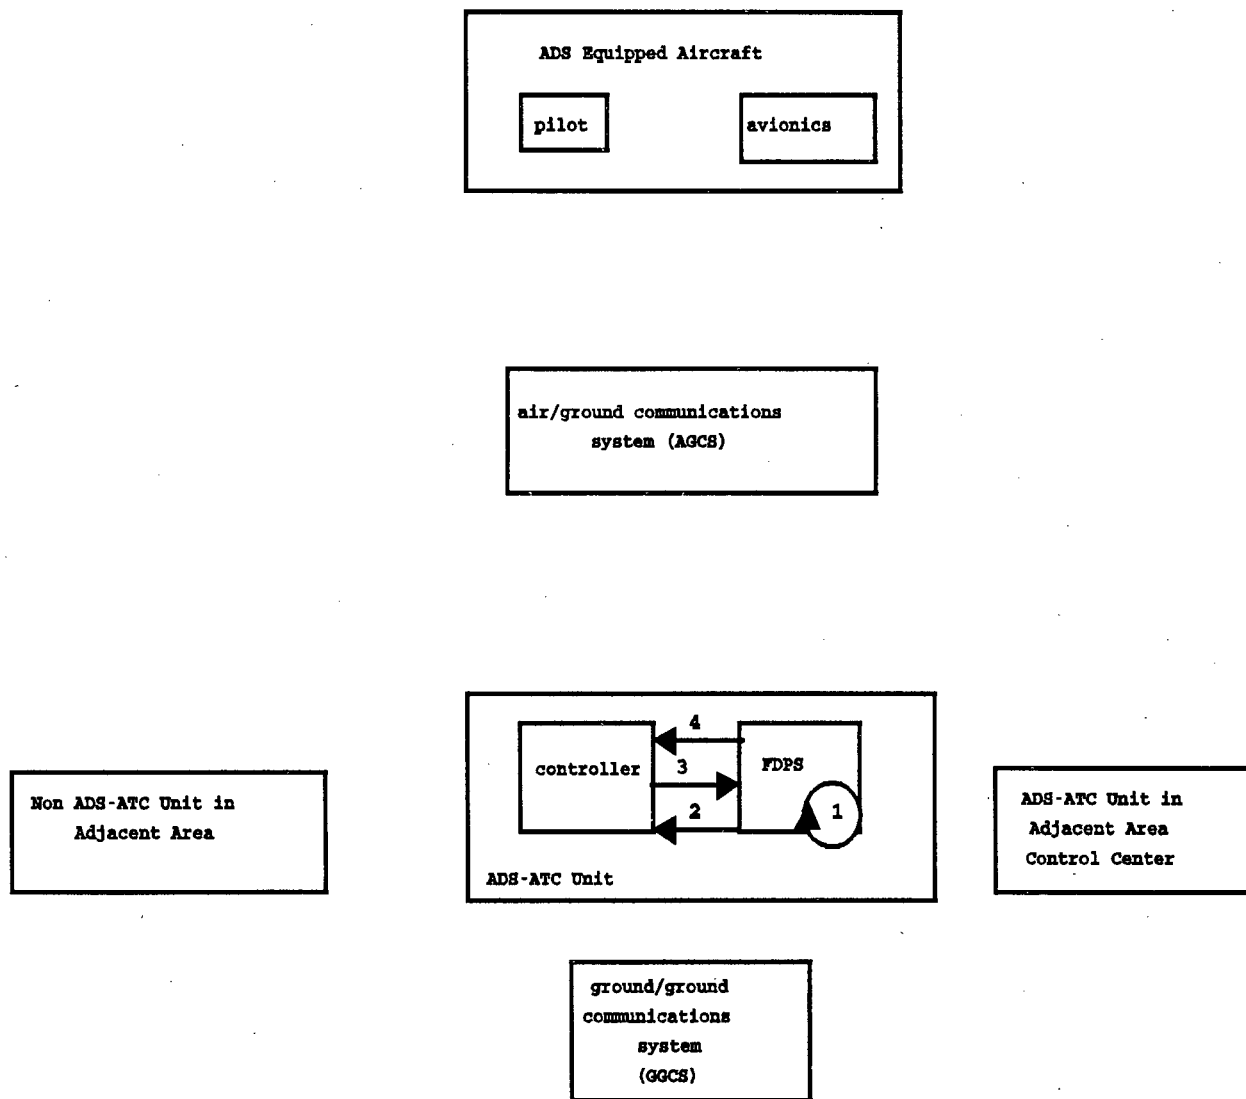 ADS Equipped Aircraft
pilot
avionics
air/ground communications
system (AGCS)
4
controller
3
FDPS
2
1
ADS-ATC Unit
Non ADS-ATC Unit in
Adjacent Area
ADS-ATC Unit in
Adjacent Area
Control Center
ground/ground
communications
system
(GGCS)